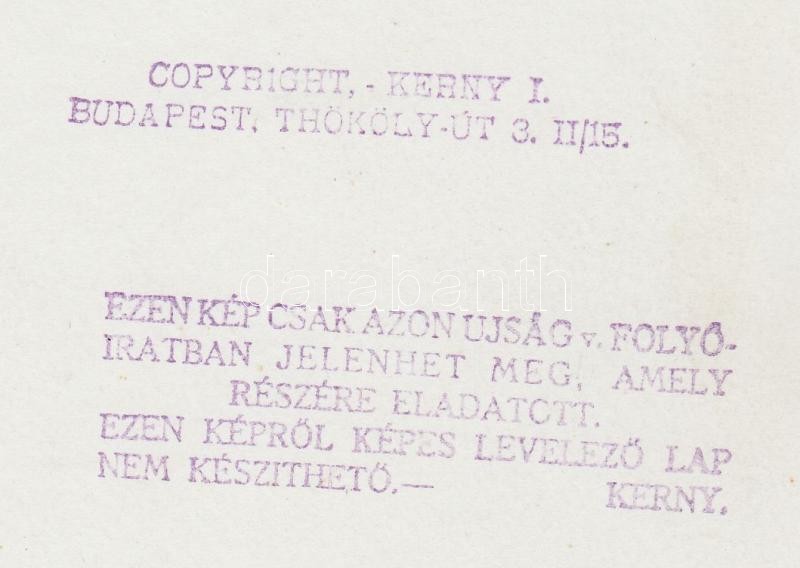 COPYRIGHT, - KERNY I.
BUDAPEST, THÖKÖLY-ÚT 3. II/15.
darabanth
EZEN KÉP CSAK AZON UJSÁG v. FOLYÓ-
IRATBAN JELENHET MEG, AMELY
RÉSZÉRE ELADATOTT.
EZEN KÉPRŐL KÉPES LEVELEZŐ LAP
NEM KÉSZITHETŐ.— KERNY.